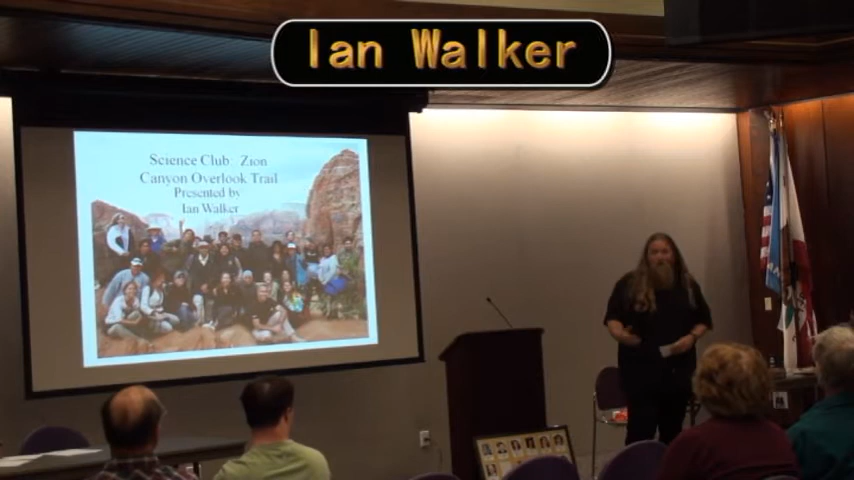 Ian Walker
Science Club Zion
Canyon Overlook Trail
Presented by
Ian Walker